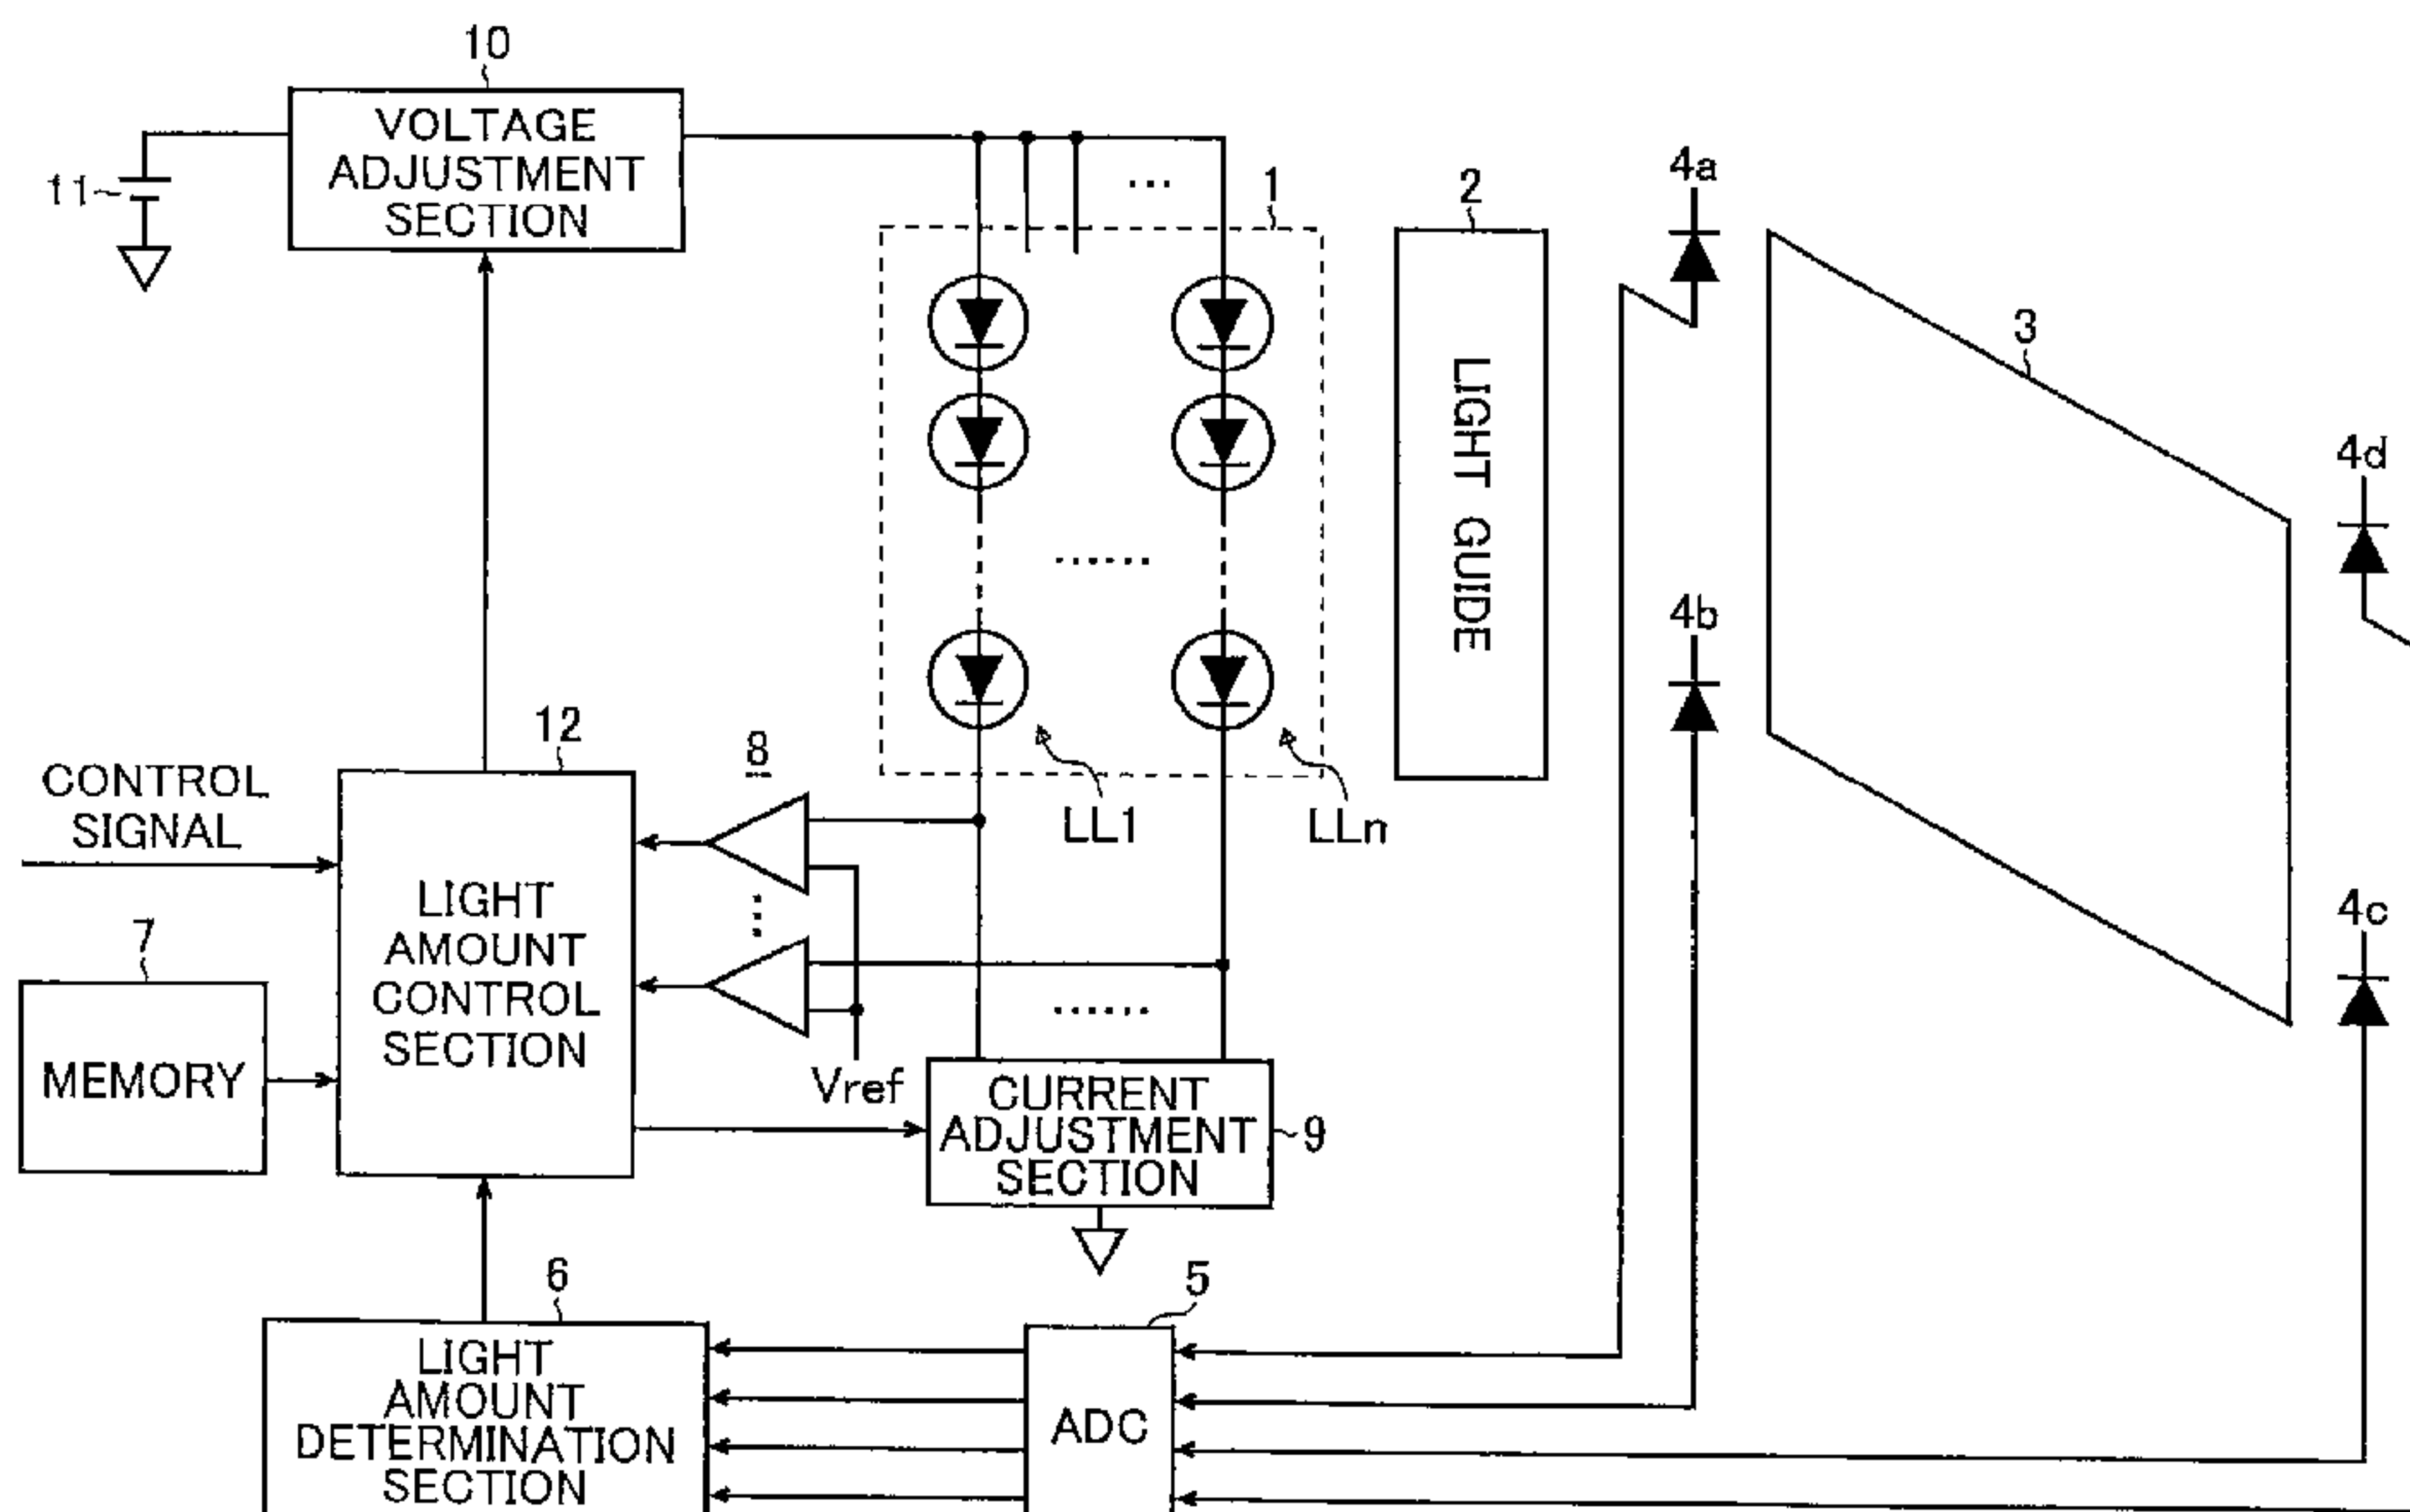 10
VOLTAGE
ADJUSTMENT
SECTION
11
1
2
4a
3
4d
LIGHT GUIDE
4b
12
8
CONTROL
SIGNAL
LL1
LLn
LIGHT
AMOUNT
CONTROL
SECTION
7
MEMORY
4c
Vref
CURRENT
ADJUSTMENT
SECTION
9
6
5
LIGHT
AMOUNT
DETERMINATION
SECTION
ADC